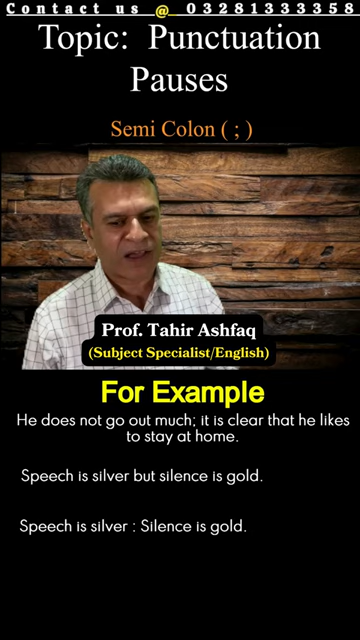 Contact us @ 03281333358
Topic: Punctuation
Pauses
Semi Colon ( ; )
Prof. Tahir Ashfaq
(Subject Specialist/English)
For Example
He does not go out much; it is clear that he likes
to stay at home.
Speech is silver but silence is gold.
Speech is silver : Silence is gold.